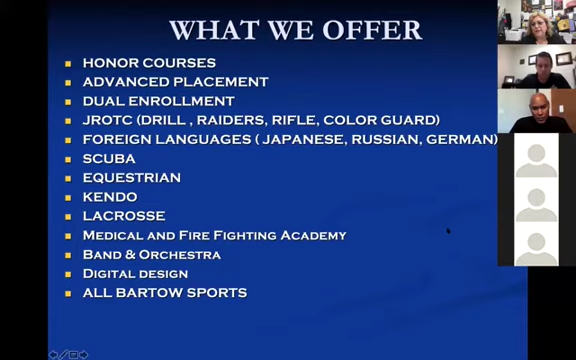 WHAT WE OFFER
HONOR COURSES
ADVANCED PLACEMENT
DUAL ENROLLMENT
JROTC (DRILL , RAIDERS, RIFLE, COLOR GUARD)
FOREIGN LANGUAGES ( JAPANESE, RUSSIAN, GERMAN)
SCUBA
EQUESTRIAN
KENDO
LACROSSE
MEDICAL AND FIRE FIGHTING ACADEMY
BAND & ORCHESTRA
DIGITAL DESIGN
ALL BARTOW SPORTS